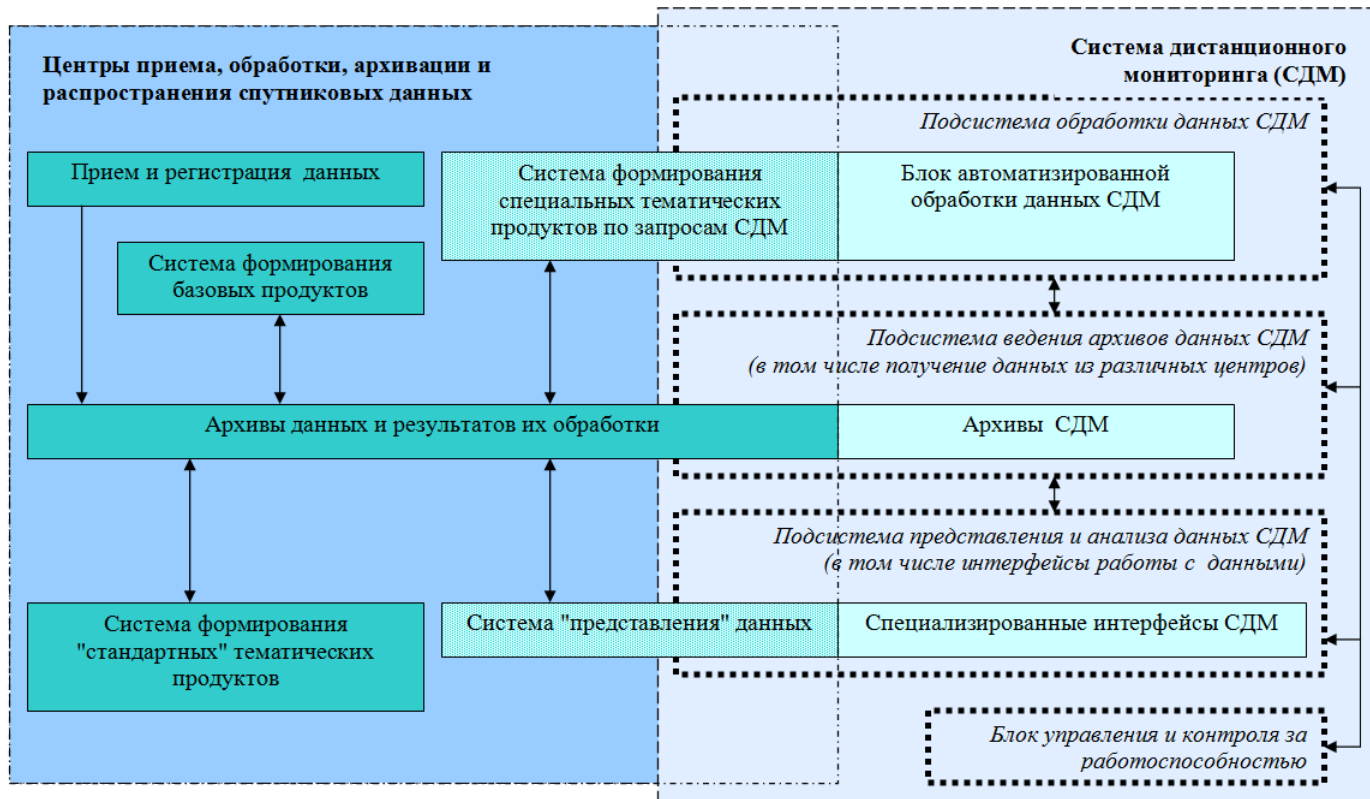 Центры приема, обработки, архивации и
распространения спутниковых данных
Система дистанционного
мониторинга (СДМ)
Подсистема обработки данных СДМ
Прием и регистрация данных
Система формирования
специальных тематических
продуктов по запросам СДМ
Блок автоматизированной
обработки данных СДМ
Система формирования
базовых продуктов
Подсистема ведения архивов данных СДМ
(в том числе получение данных из различных центров)
Архивы данных и результатов их обработки
Архивы СДМ
Подсистема представления и анализа данных СДМ
(в том числе интерфейсы работы с данными)
Система формирования
"стандартных" тематических
продуктов
Система "представления" данных
Специализированные интерфейсы СДМ
Блок управления и контроля за
работоспособностью